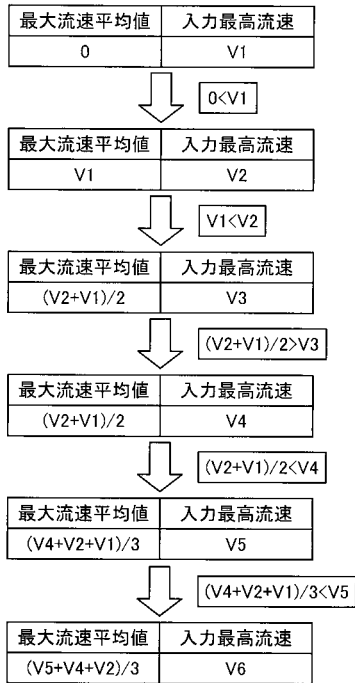 最大流速平均値 入力最高流速
0 V1
0<V1
最大流速平均値 入力最高流速
V1 V2
V1<V2
最大流速平均値 入力最高流速
(V2+V1)/2 V3
(V2+V1)/2>V3
最大流速平均値 入力最高流速
(V2+V1)/2 V4
(V2+V1)/2<V4
最大流速平均値 入力最高流速
(V4+V2+V1)/3 V5
(V4+V2+V1)/3<V5
最大流速平均値 入力最高流速
(V5+V4+V2)/3 V6